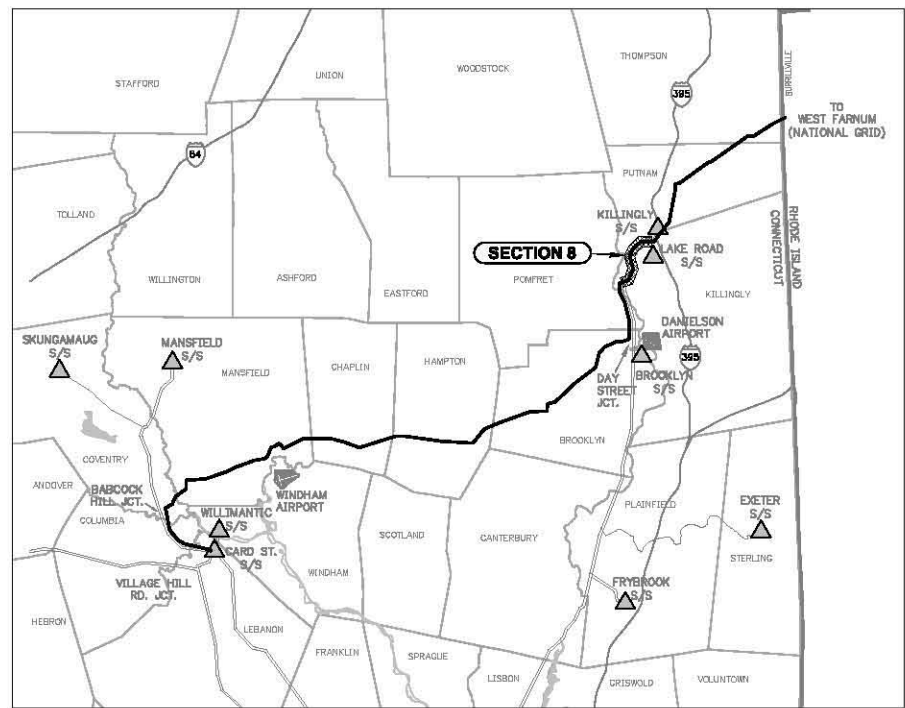 THOMPSON
WOODSTOCK
UNION
STAFFORD
BURRILLVILLE
395
TO
WEST FARNUM
(NATIONAL GRID)
84
PUTNAM
TOLLAND
KILLINGLY
S/S
RHODE ISLAND
CONNECTICUT
SECTION 8
LAKE ROAD
S/S
WILLINGTON
ASHFORD
EASTFORD
POMFRET
KILLINGLY
DANIELSON
AIRPORT
SKUNGAMAUG
S/S
MANSFIELD
S/S
MANSFIELD
CHAPLIN
HAMPTON
395
DAY
STREET
JCT.
BROOKLYN
S/S
BROOKLYN
COVENTRY
ANDOVER
BABCOCK
HILL JCT.
COLUMBIA
WINDHAM
AIRPORT
WILLIMANTIC
S/S
PLAINFIELD
EXETER
S/S
CARD ST.
S/S
SCOTLAND
CANTERBURY
STERLING
WINDHAM
VILLAGE HILL
RD. JCT.
FRYBROOK
S/S
HEBRON
LEBANON
FRANKLIN
SPRAGUE
LISBON
GRISWOLD
VOLUNTOWN